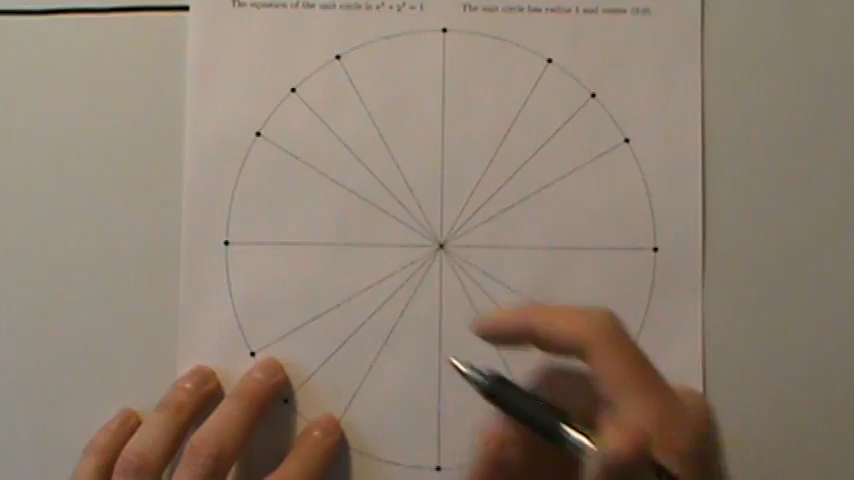 The equation of the unit circle is x² + y² = 1
The unit circle has radius 1 and center (0,0).